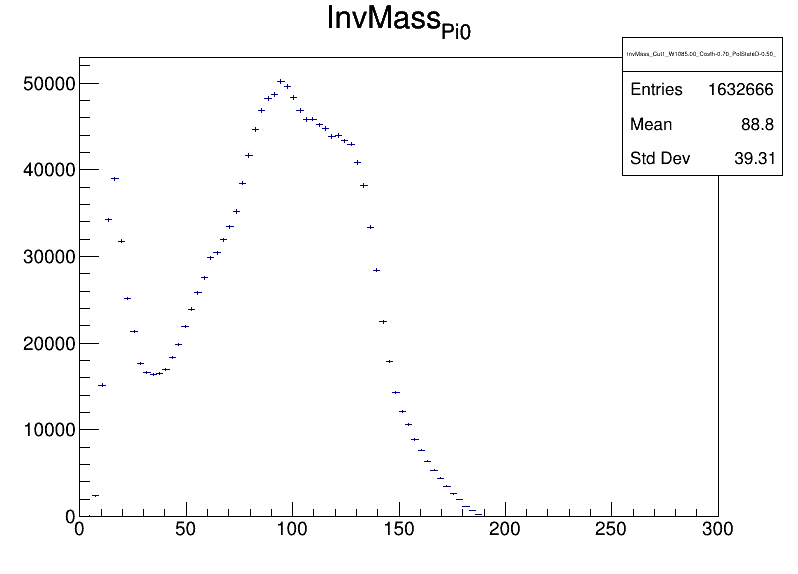 InvMass_Pi0
InvMass_Cut1_W1085.00_Costh-0.70_PolStateD-0.50_
Entries 1632666
Mean 88.8
Std Dev 39.31
50000
40000
30000
20000
10000
0
0 50 100 150 200 250 300